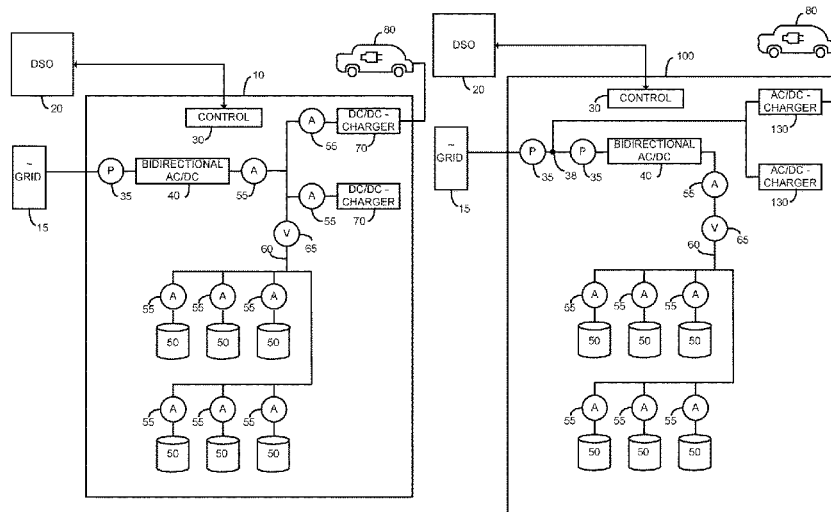 80
DSO
20
10
CONTROL
30
A
55
DC/DC -
CHARGER
70
~
GRID
15
P
35
BIDIRECTIONAL
AC/DC
40
A
55
A
55
DC/DC -
CHARGER
70
V
65
60
A
55
A
55
A
55
50
50
50
A
55
A
55
A
55
50
50
50
80
DSO
20
100
CONTROL
30
AC/DC -
CHARGER
130
~
GRID
15
P
35
38
P
35
BIDIRECTIONAL
AC/DC
40
AC/DC -
CHARGER
130
55
A
V
65
60
A
55
A
55
A
55
50
50
50
A
55
A
55
A
55
50
50
50